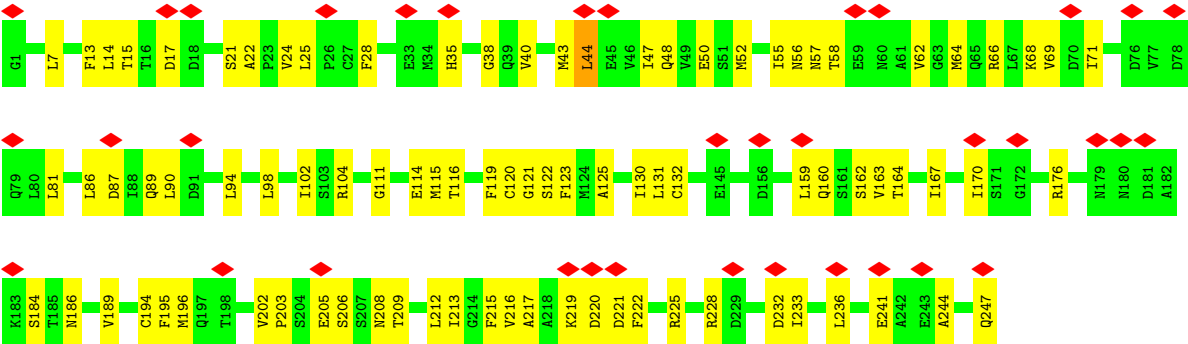 G1 L7 F13 L14 T15 T16 D17 D18 S21 A22 P23 V24 L25 P26 C27 F28 E33 M34 H35 G38 Q39 V40 M43 L44 E45 V46 I47 Q48 V49 E50 S51 M52 I55 N56 N57 T58 E59 N60 A61 V62 G63 M64 Q65 R66 L67 K68 V69 D70 I71 D76 V77 D78
Q79 L80 L81 L86 D87 I88 Q89 L90 D91 L94 L98 I102 S103 R104 G111 E114 M115 T116 F119 C120 G121 S122 F123 M124 A125 I130 L131 C132 E145 D156 L159 Q160 S161 S162 V163 T164 I167 I170 S171 G172 R176 N179 N180 D181 A182
K183 S184 T185 N186 V189 C194 F195 M196 Q197 T198 V202 P203 S204 E205 S206 S207 N208 T209 L212 I213 G214 F215 V216 A217 A218 K219 D220 D221 F222 R225 R228 D229 D232 I233 L236 E241 A242 E243 A244 Q247